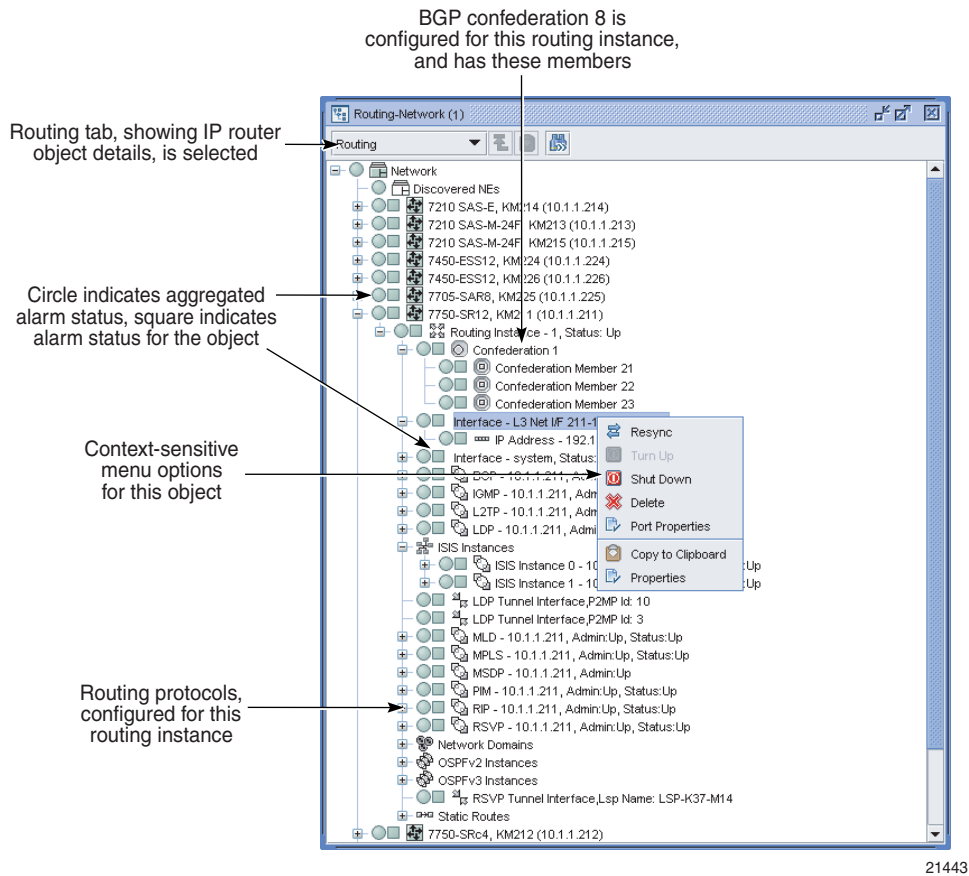 BGP confederation 8 is
configured for this routing instance,
and has these members
Routing tab, showing IP router
object details, is selected
Circle indicates aggregated
alarm status, square indicates
alarm status for the object
Context-sensitive
menu options
for this object
Routing protocols,
configured for this
routing instance
Routing-Network (1)
Routing
Network
Discovered NEs
7210 SAS-E, KM214 (10.1.1.214)
7210 SAS-M-24F, KM213 (10.1.1.213)
7210 SAS-M-24F, KM215 (10.1.1.215)
7450-ESS12, KM224 (10.1.1.224)
7450-ESS12, KM226 (10.1.1.226)
7705-SAR8, KM225 (10.1.1.225)
7750-SR12, KM211 (10.1.1.211)
Routing Instance - 1, Status: Up
Confederation 1
Confederation Member 21
Confederation Member 22
Confederation Member 23
Interface - L3 Net I/F 211-1
IP Address - 192.1
Interface - system, Status:
BGP - 10.1.1.211, Adm
IGMP - 10.1.1.211, Adm
L2TP - 10.1.1.211, Adm
LDP - 10.1.1.211, Admi
ISIS Instances
ISIS Instance 0 - 10 Up
ISIS Instance 1 - 10 Up
LDP Tunnel Interface,P2MP Id: 10
LDP Tunnel Interface,P2MP Id: 3
MLD - 10.1.1.211, Admin:Up, Status:Up
MPLS - 10.1.1.211, Admin:Up, Status:Up
MSDP - 10.1.1.211, Admin:Up
PIM - 10.1.1.211, Admin:Up, Status:Up
RIP - 10.1.1.211, Admin:Up, Status:Up
RSVP - 10.1.1.211, Admin:Up, Status:Up
Network Domains
OSPFv2 Instances
OSPFv3 Instances
RSVP Tunnel Interface,Lsp Name: LSP-K37-M14
Static Routes
7750-SRc4, KM212 (10.1.1.212)
Resync
Turn Up
Shut Down
Delete
Port Properties
Copy to Clipboard
Properties
21443